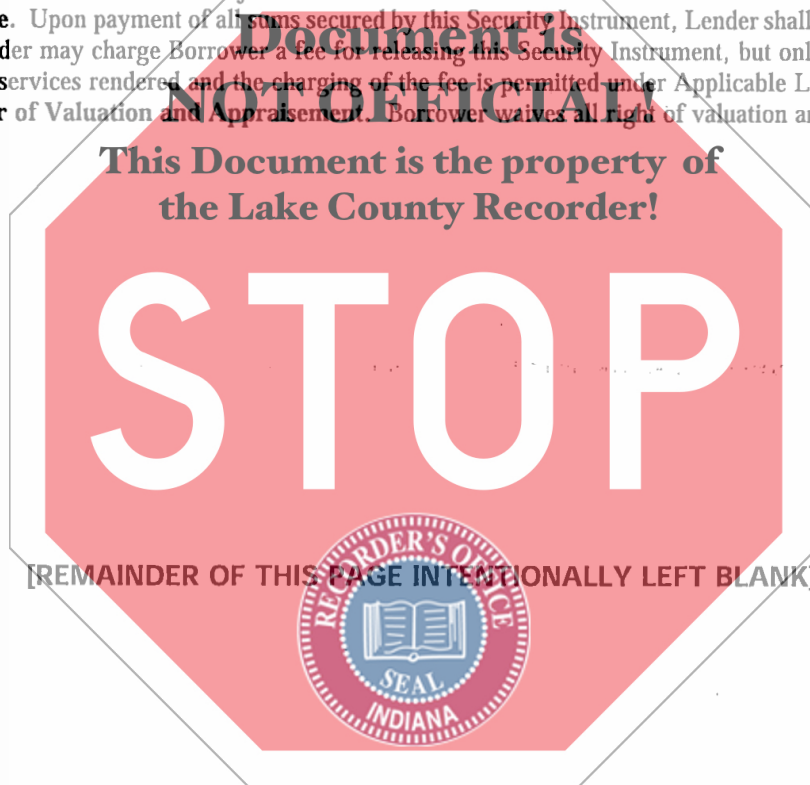 e. Upon payment of all sums secured by this Security Instrument, Lender shall
der may charge Borrower a fee for releasing this Security Instrument, but onl
services rendered and the charging of the fee is permitted under Applicable L
r of Valuation and Appraisement. Borrower waives all right of valuation a
Document is
NOT OFFICIAL!
This Document is the property of
the Lake County Recorder!
STOP
[REMAINDER OF THIS PAGE INTENTIONALLY LEFT BLANK]
RECORDER'S OFFICE
SEAL
INDIANA